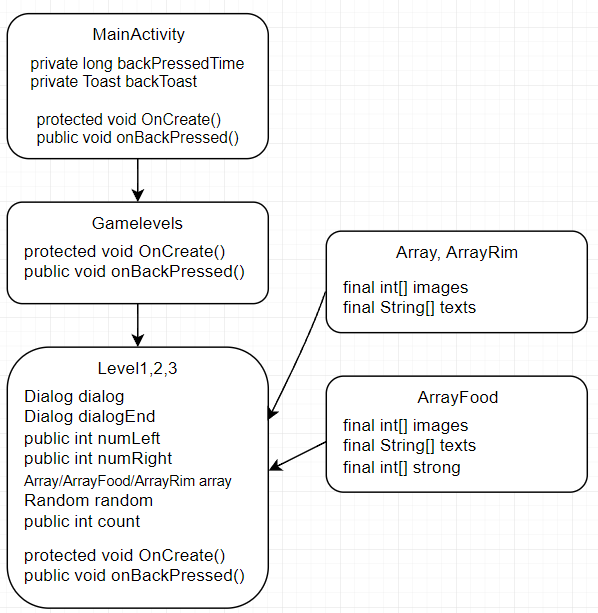 MainActivity
private long backPressedTime
private Toast backToast
protected void OnCreate()
public void onBackPressed()
Gamelevels
protected void OnCreate()
public void onBackPressed()
Level1,2,3
Dialog dialog
Dialog dialogEnd
public int numLeft
public int numRight
Array/ArrayFood/ArrayRim array
Random random
public int count
protected void OnCreate()
public void onBackPressed()
Array, ArrayRim
final int[] images
final String[] texts
ArrayFood
final int[] images
final String[] texts
final int[] strong